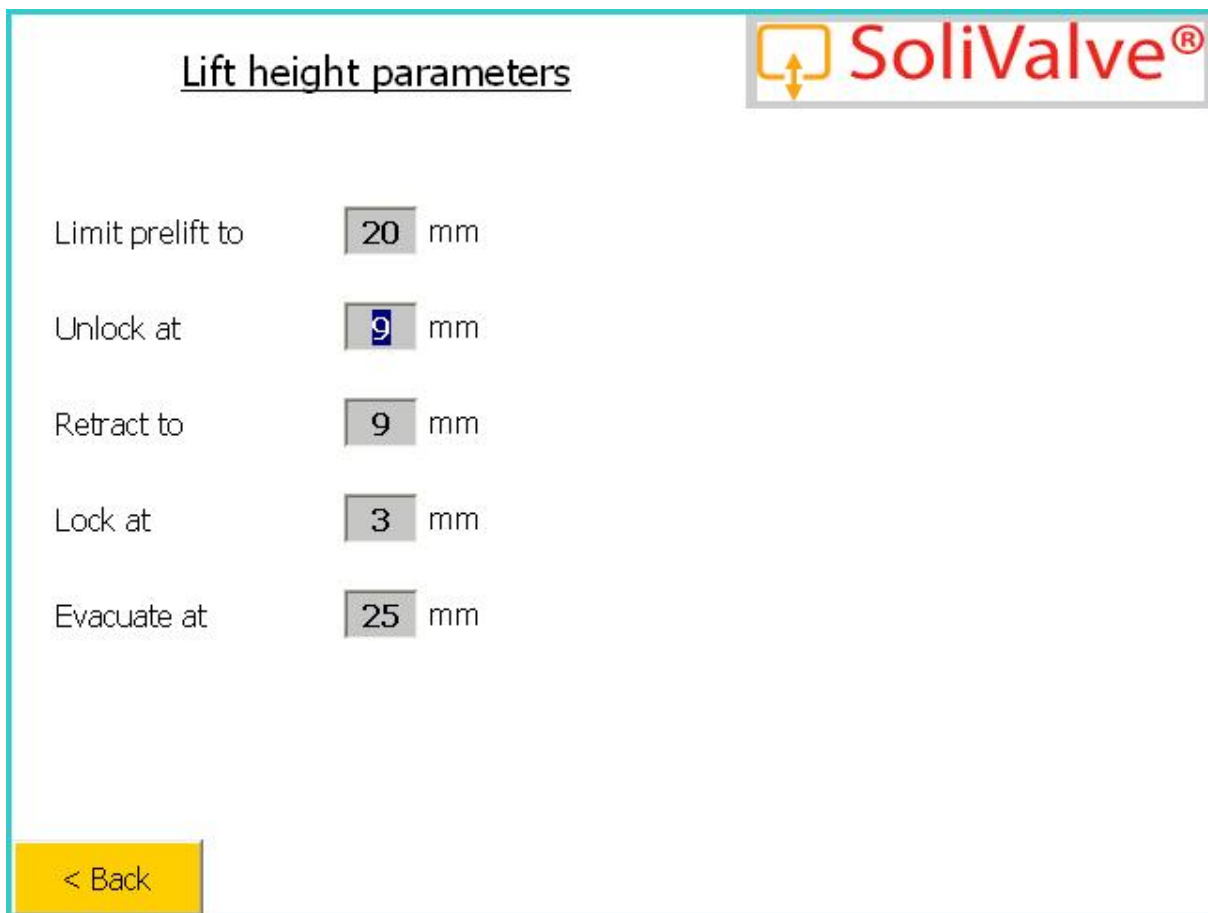 Lift height parameters
SoliValve®
Limit prelift to 20 mm
Unlock at 9 mm
Retract to 9 mm
Lock at 3 mm
Evacuate at 25 mm
< Back